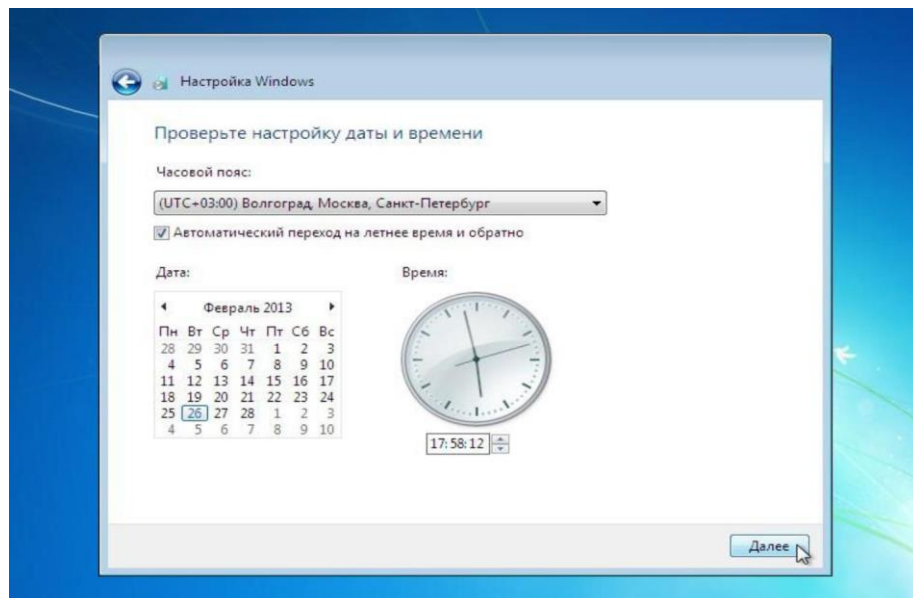 Настройка Windows
Проверьте настройку даты и времени
Часовой пояс:
(UTC+03:00) Волгоград, Москва, Санкт-Петербург
Автоматический переход на летнее время и обратно
Дата:
Время:
Февраль 2013
Пн Вт Ср Чт Пт Сб Вс
28 29 30 31 1 2 3
4 5 6 7 8 9 10
11 12 13 14 15 16 17
18 19 20 21 22 23 24
25 26 27 28 1 2 3
4 5 6 7 8 9 10
17:58:12
Далее